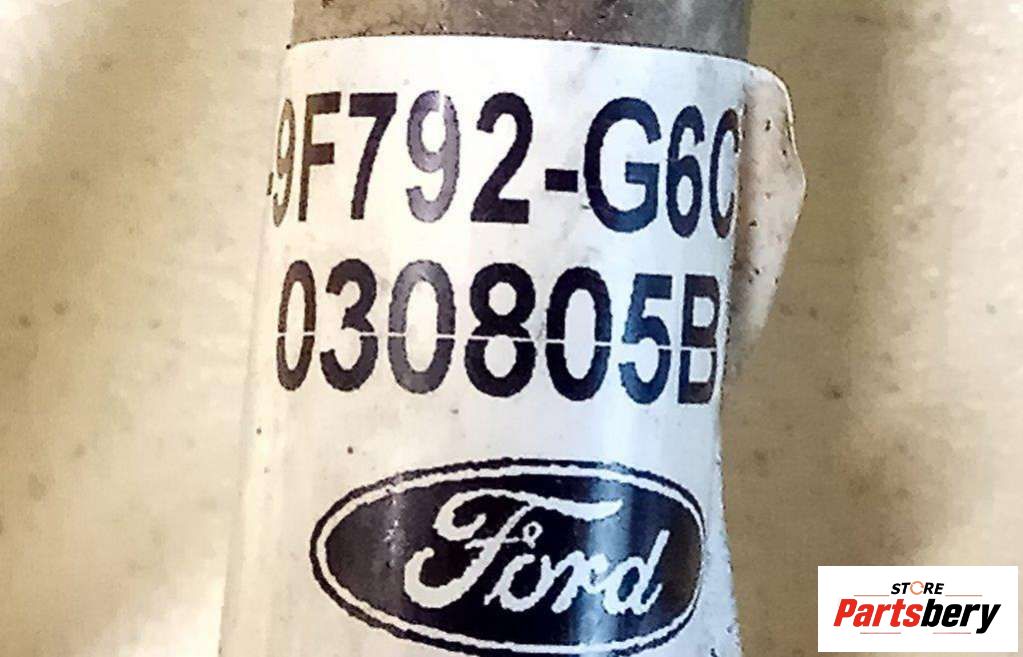 -9F792-G6C
030805B
Ford
STORE
Partsbery